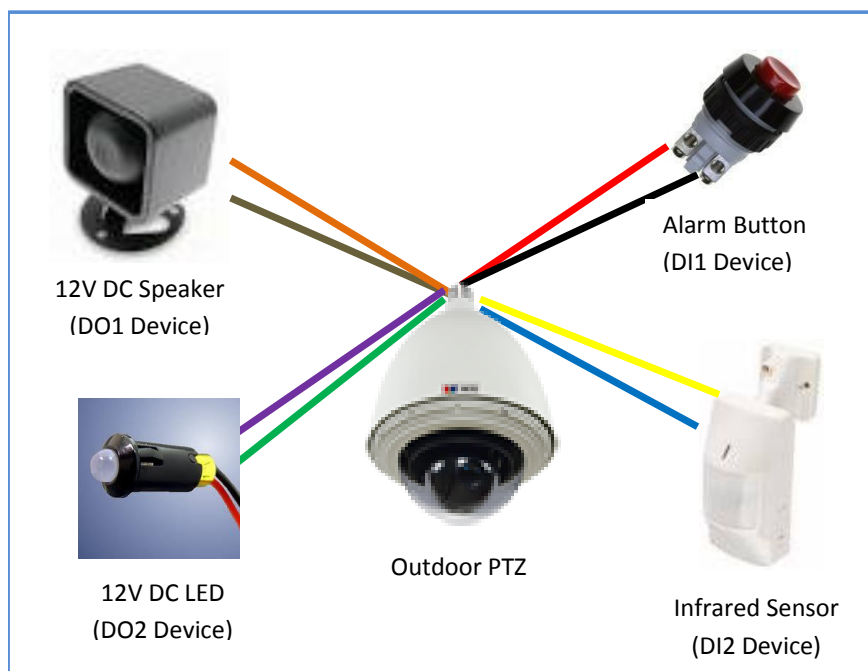 Alarm Button
(DI1 Device)
12V DC Speaker
(DO1 Device)
Outdoor PTZ
12V DC LED
(DO2 Device)
Infrared Sensor
(DI2 Device)